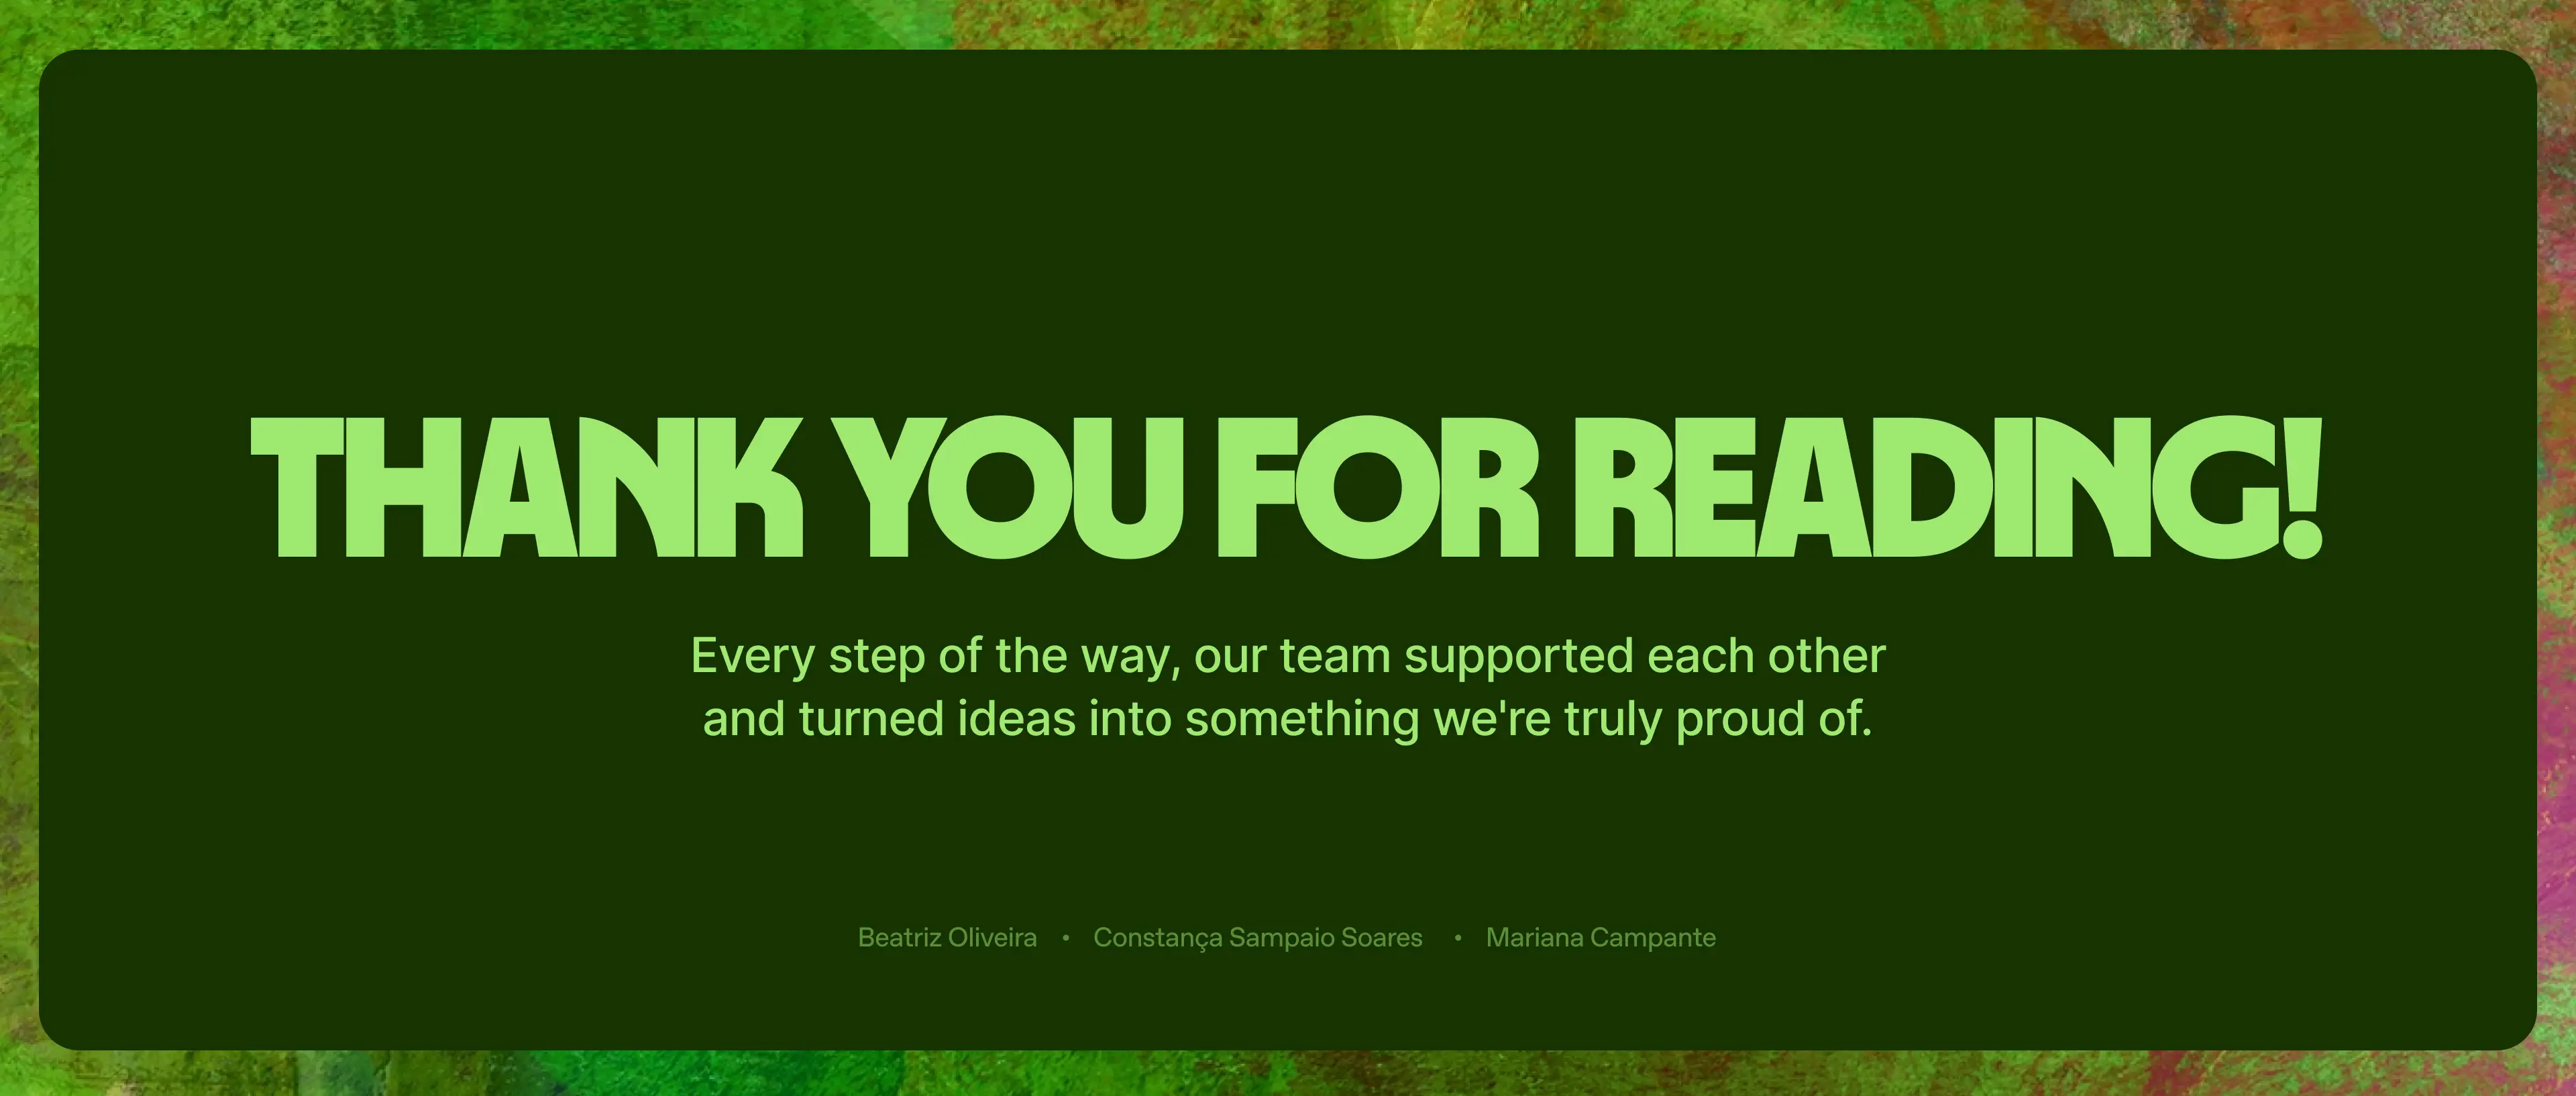 THANK YOU FOR READING!
Every step of the way, our team supported each other
and turned ideas into something we're truly proud of.
Beatriz Oliveira • Constança Sampaio Soares • Mariana Campante